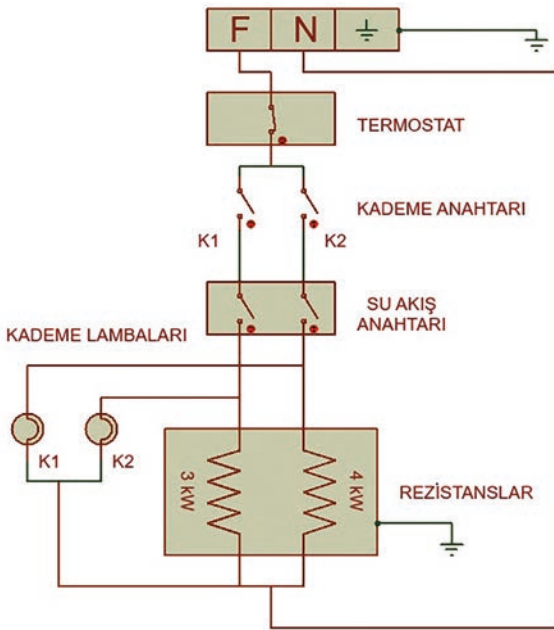 F N
TERMOSTAT
KADEME ANAHTARI
K1 K2
SU AKIŞ
ANAHTARI
KADEME LAMBALARI
K1 K2
3 kW 4 kW
REZİSTANSLAR